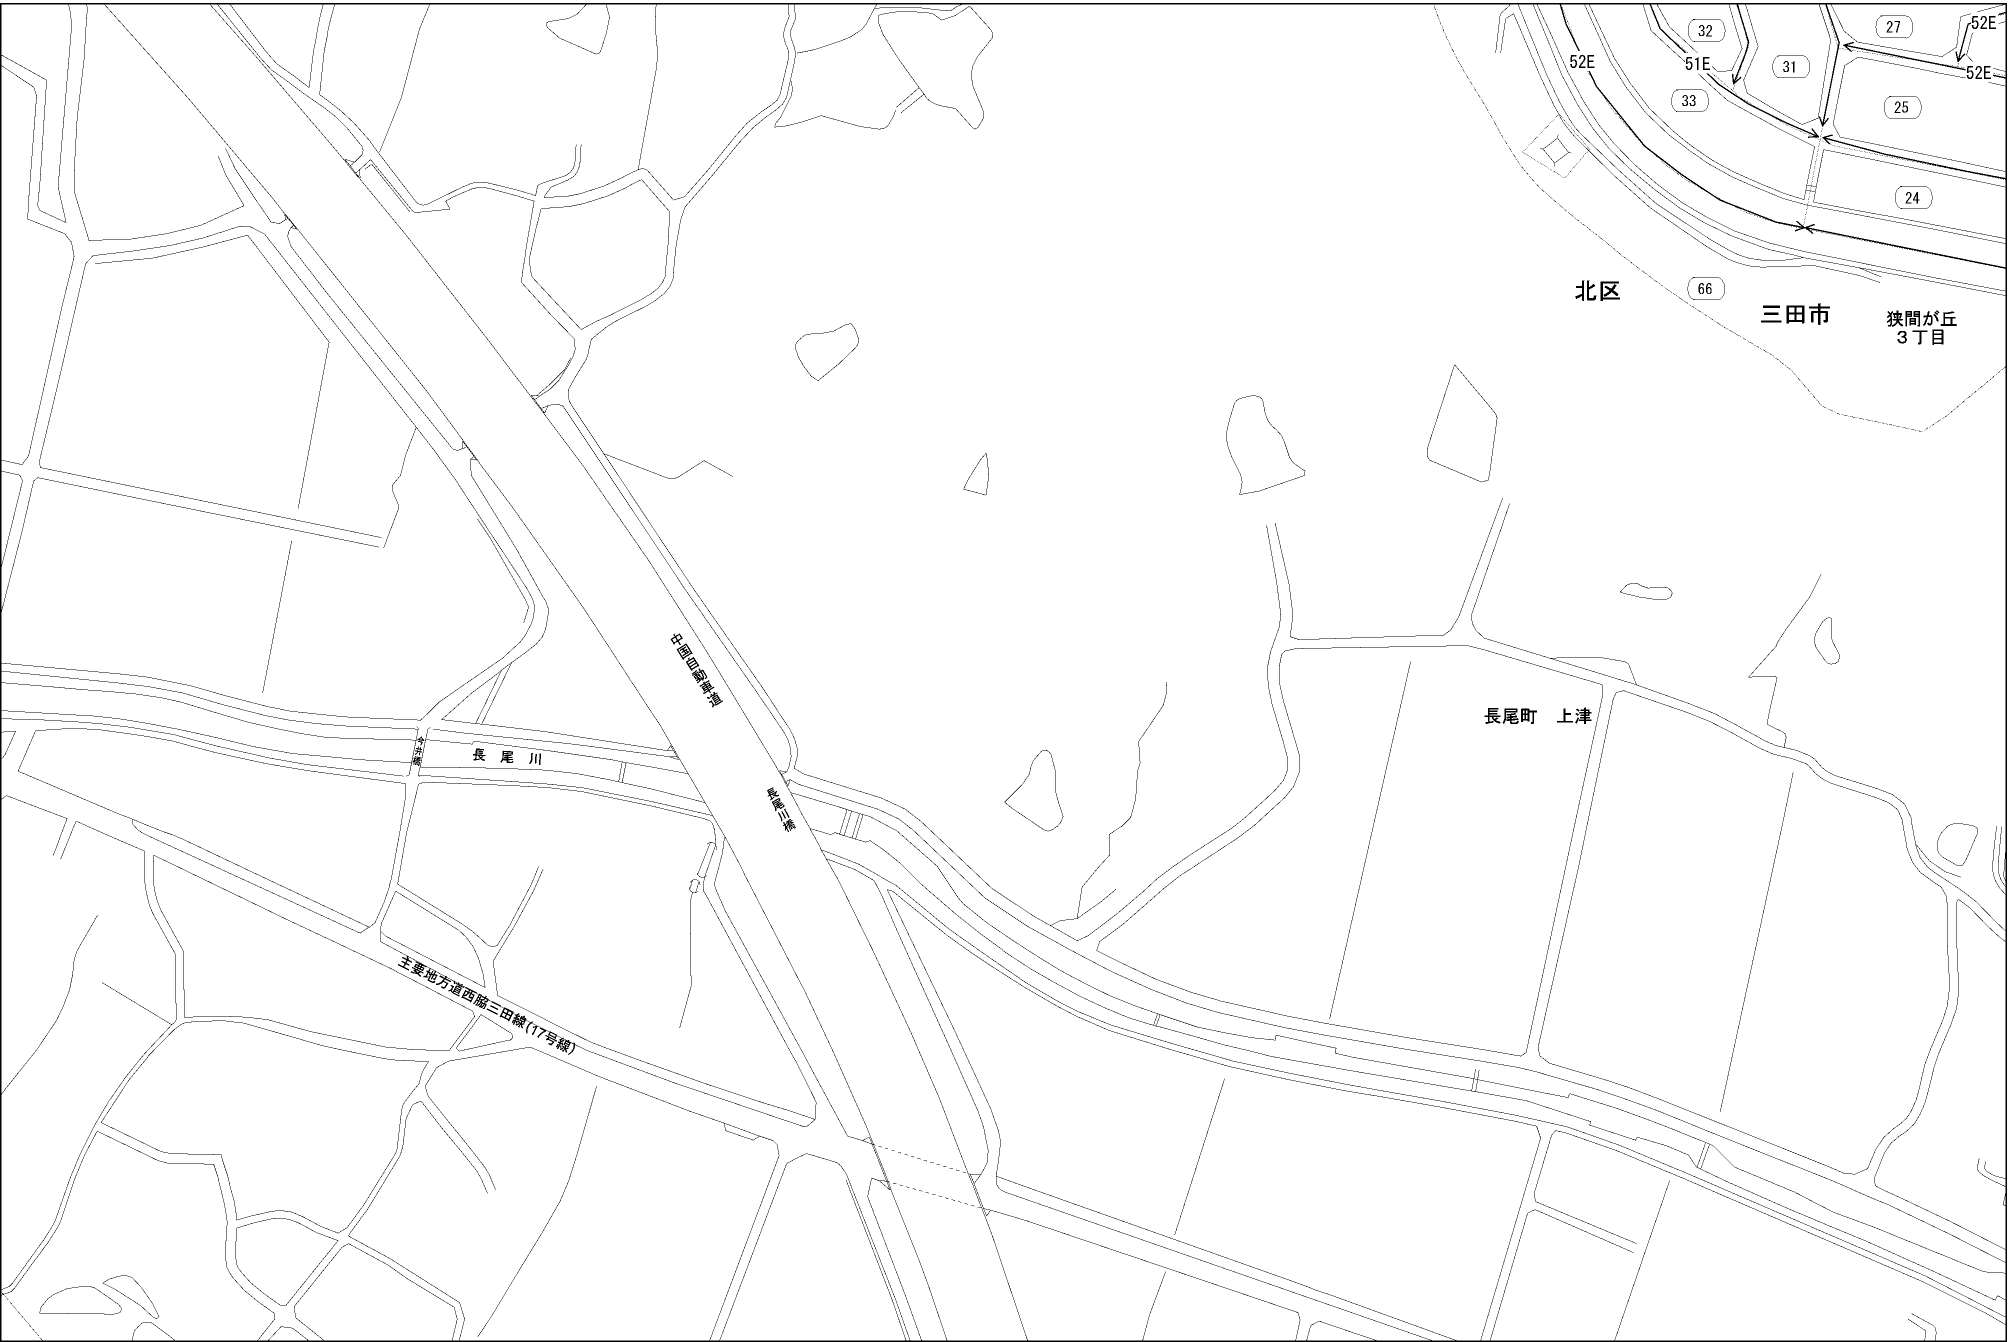 27
52E
32
52E
51E
31
52E
33
25
24
北区
66
三田市
狭間が丘
３丁目
中国自動車道
長尾町　上津
今井橋
長尾川
長尾川橋
主要地方道西脇三田線(17号線)